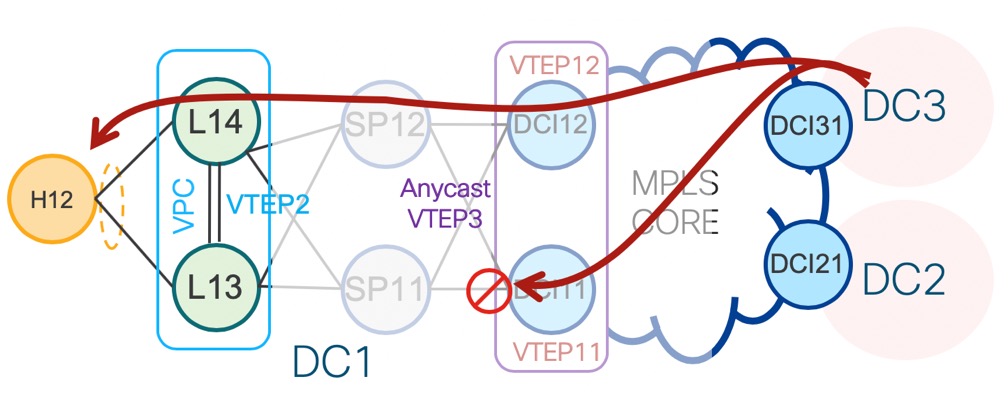 VTEP12
L14
SP12
DCI12
DCI31
DC3
H12
VPC
VTEP2
Anycast
VTEP3
MPLS
CORE
L13
SP11
DCI11
DCI21
DC2
VTEP11
DC1